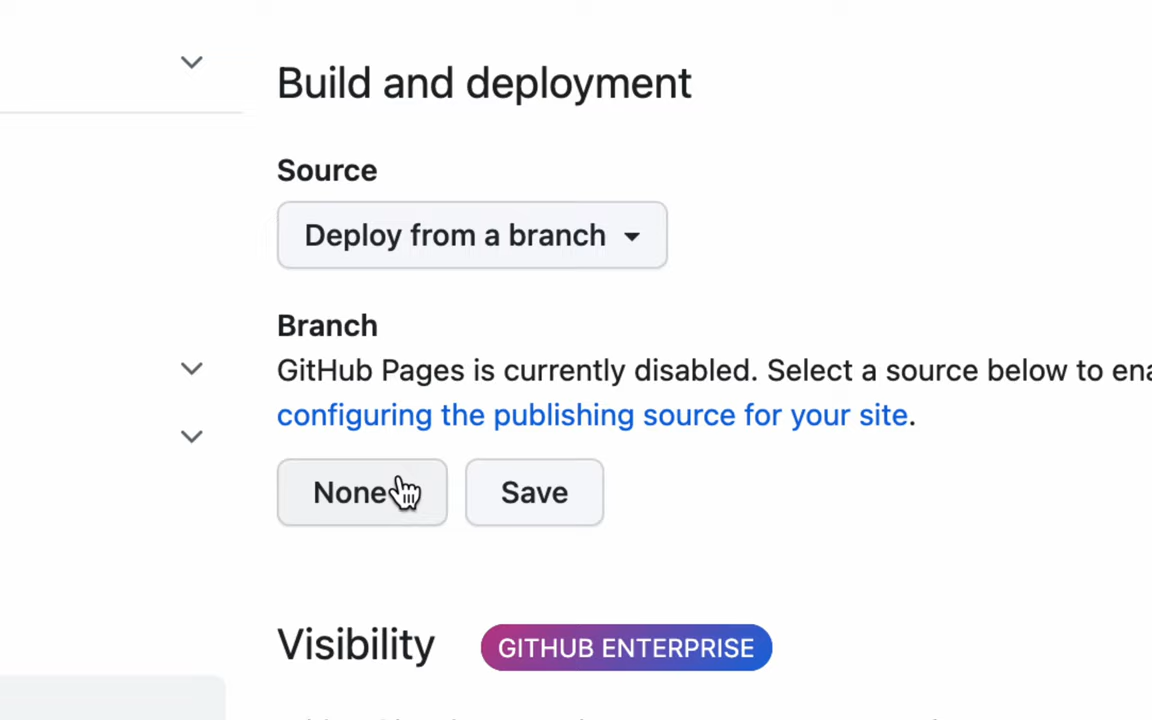 Build and deployment
Source
Deploy from a branch
Branch
GitHub Pages is currently disabled. Select a source below to
configuring the publishing source for your site.
None
Save
Visibility
GITHUB ENTERPRISE